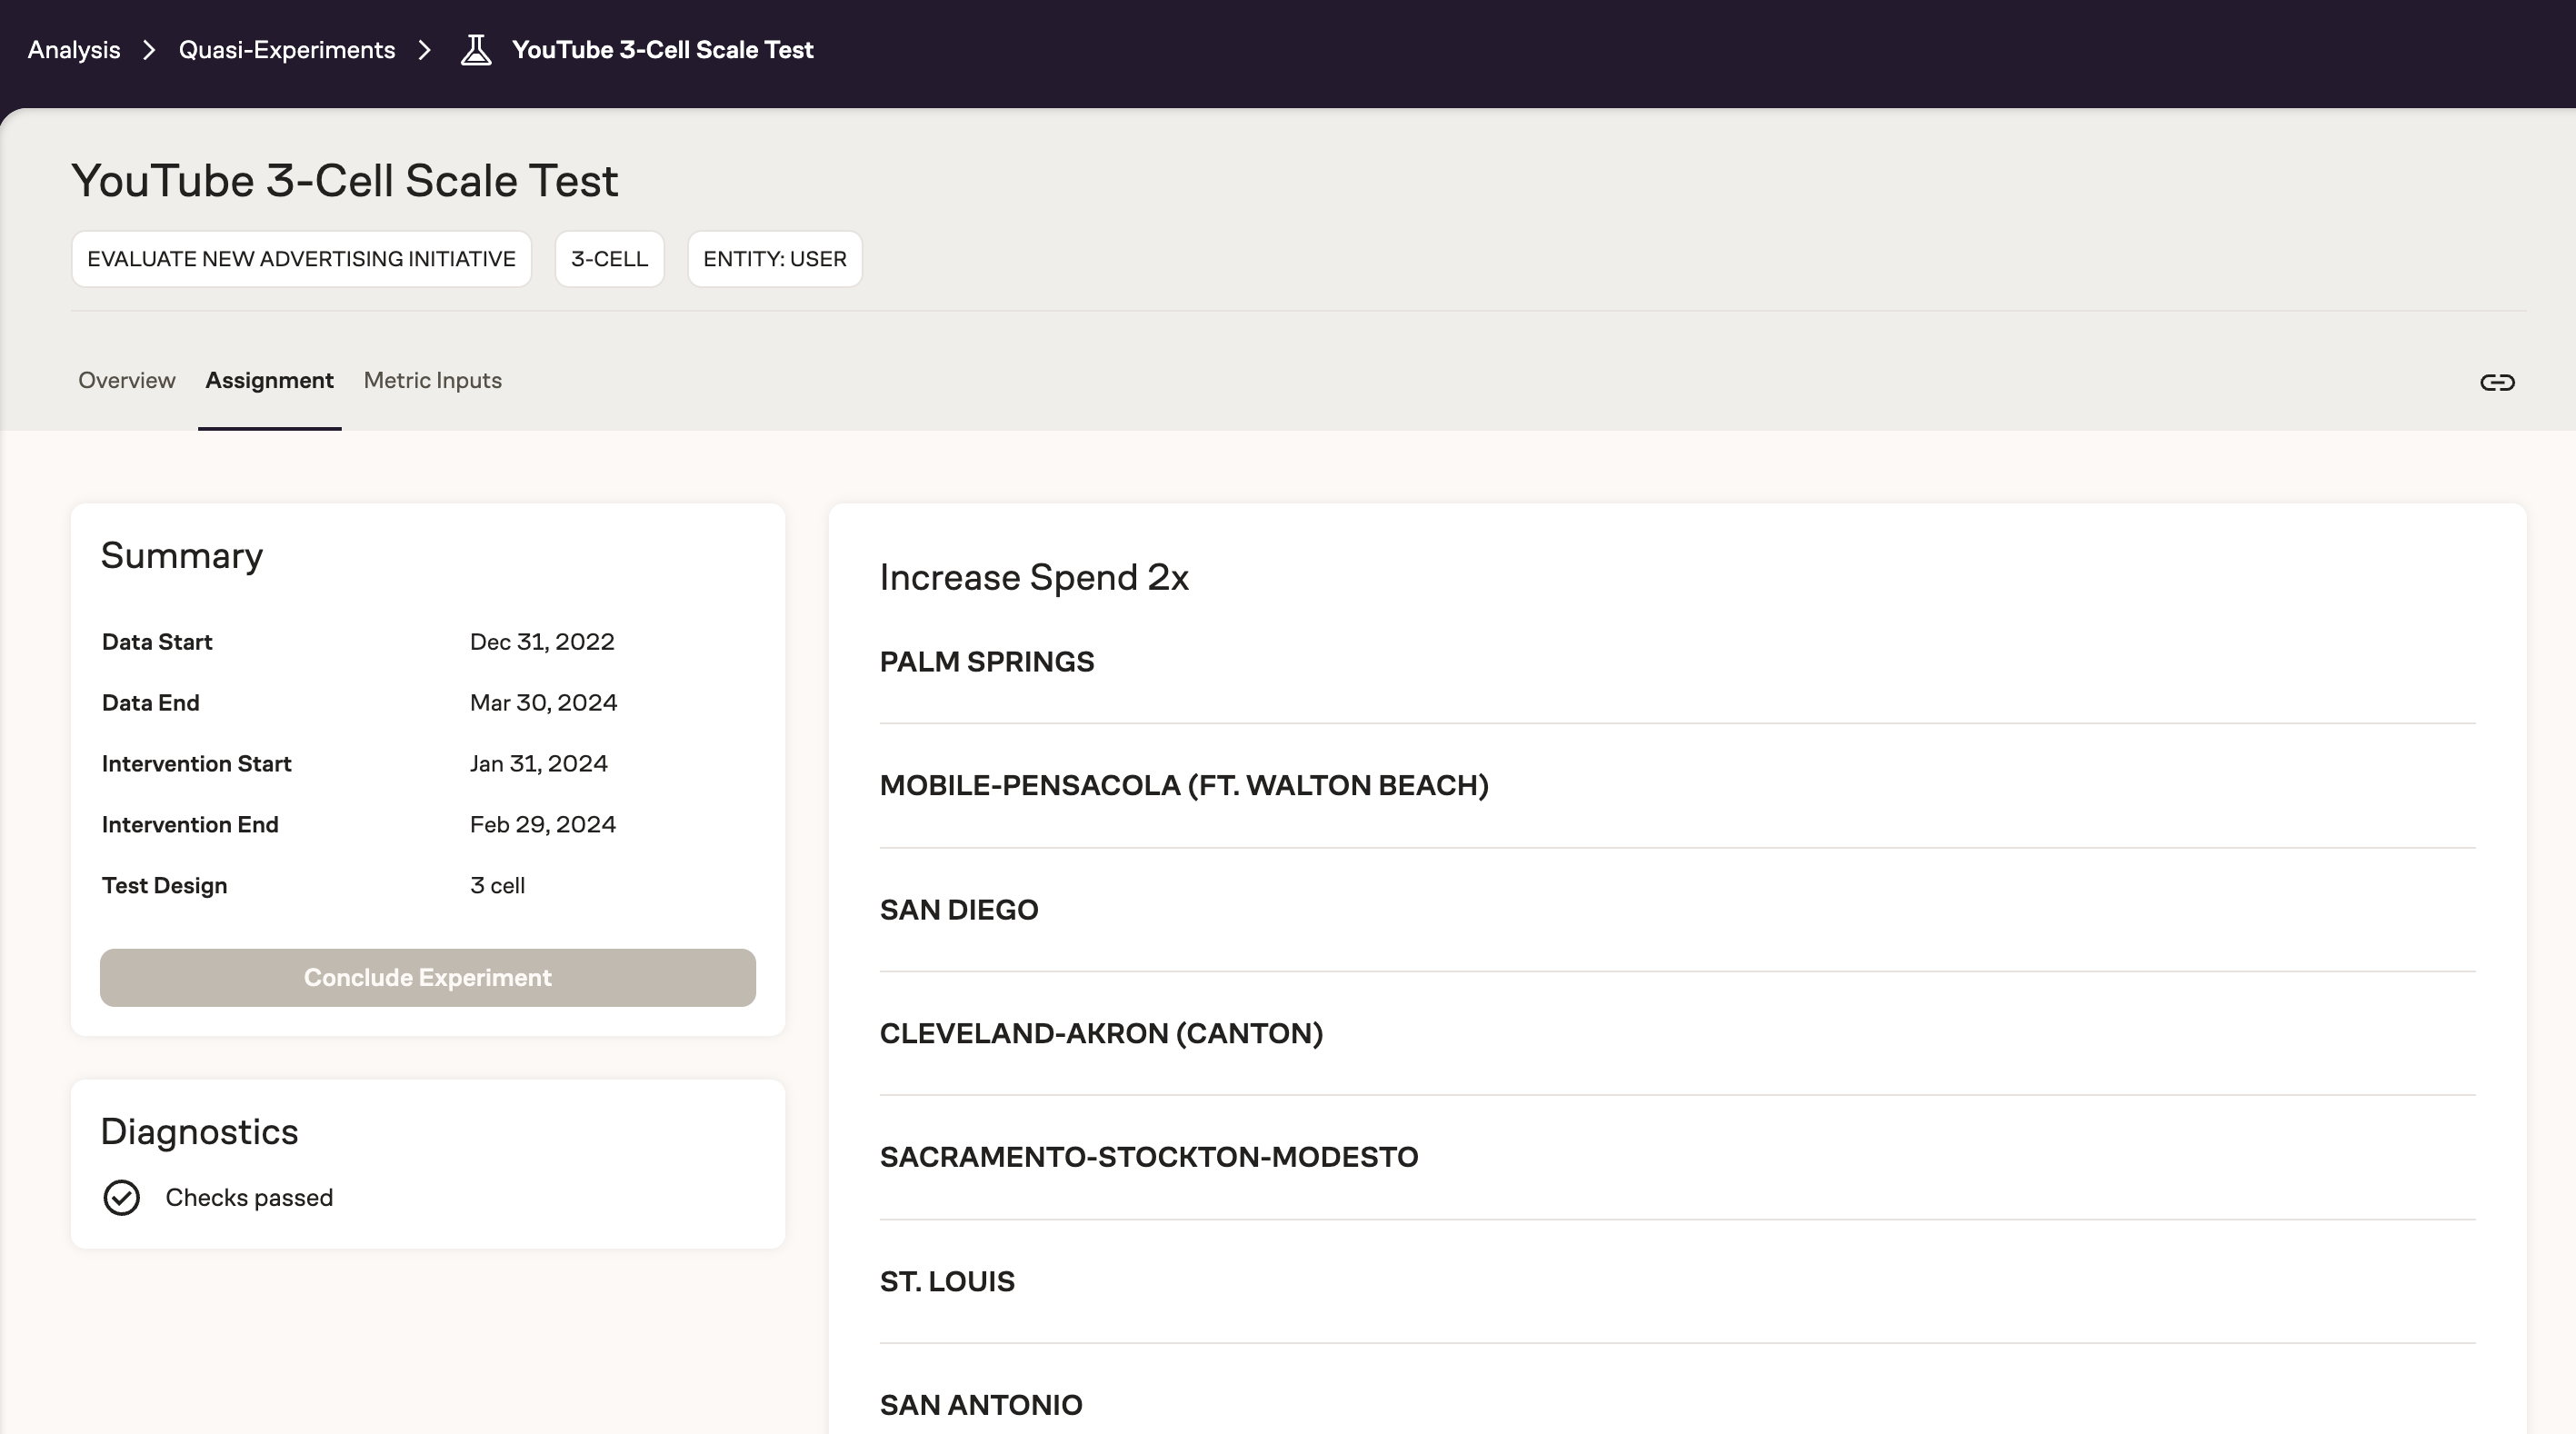 Analysis
Quasi-Experiments
YouTube 3-Cell Scale Test
YouTube 3-Cell Scale Test
EVALUATE NEW ADVERTISING INITIATIVE
3-CELL
ENTITY: USER
Overview
Assignment
Metric Inputs
Summary
Data Start Dec 31, 2022
Data End Mar 30, 2024
Intervention Start Jan 31, 2024
Intervention End Feb 29, 2024
Test Design 3 cell
Conclude Experiment
Diagnostics
Checks passed
Increase Spend 2x
PALM SPRINGS
MOBILE-PENSACOLA (FT. WALTON BEACH)
SAN DIEGO
CLEVELAND-AKRON (CANTON)
SACRAMENTO-STOCKTON-MODESTO
ST. LOUIS
SAN ANTONIO